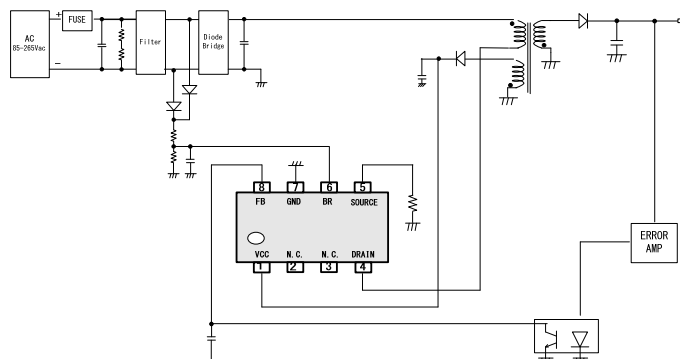 +
FUSE
AC
85-265Vac
−
Filter
Diode
Bridge
8
7
6
5
FB
GND
BR
SOURCE
VCC
N.C.
N.C.
DRAIN
1
2
3
4
ERROR
AMP